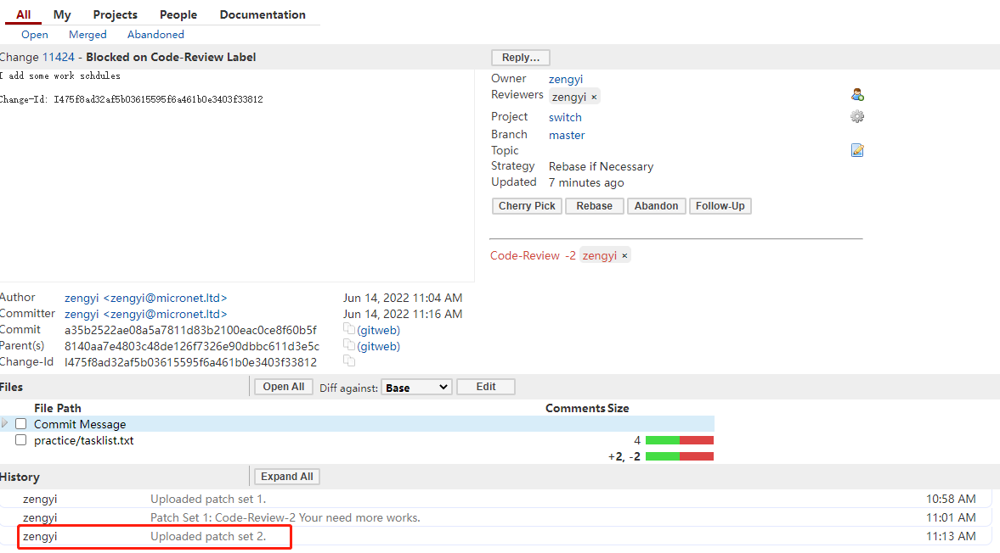 All My Projects People Documentation
Open Merged Abandoned
Change 11424 - Blocked on Code-Review Label
Reply…
I add some work schdules
Change-Id: I475f8ad32af5b03615595f6a461b0e3403f33812
Owner zengyi
Reviewers zengyi ×
Project switch
Branch master
Topic
Strategy Rebase if Necessary
Updated 7 minutes ago
Cherry Pick Rebase Abandon Follow-Up
Code-Review -2 zengyi ×
Author zengyi <zengyi@micronet.ltd> Jun 14, 2022 11:04 AM
Committer zengyi <zengyi@micronet.ltd> Jun 14, 2022 11:16 AM
Commit a35b2522ae08a5a7811d83b2100eac0ce8f60b5f (gitweb)
Parent(s) 8140aa7e4803c48de126f7326e90dbbc611d3e5c (gitweb)
Change-Id I475f8ad32af5b03615595f6a461b0e3403f33812
Files Open All Diff against: Base Edit
File Path Comments Size
Commit Message
practice/tasklist.txt 4
+2, -2
History Expand All
zengyi Uploaded patch set 1. 10:58 AM
zengyi Patch Set 1: Code-Review-2 Your need more works. 11:01 AM
zengyi Uploaded patch set 2. 11:13 AM